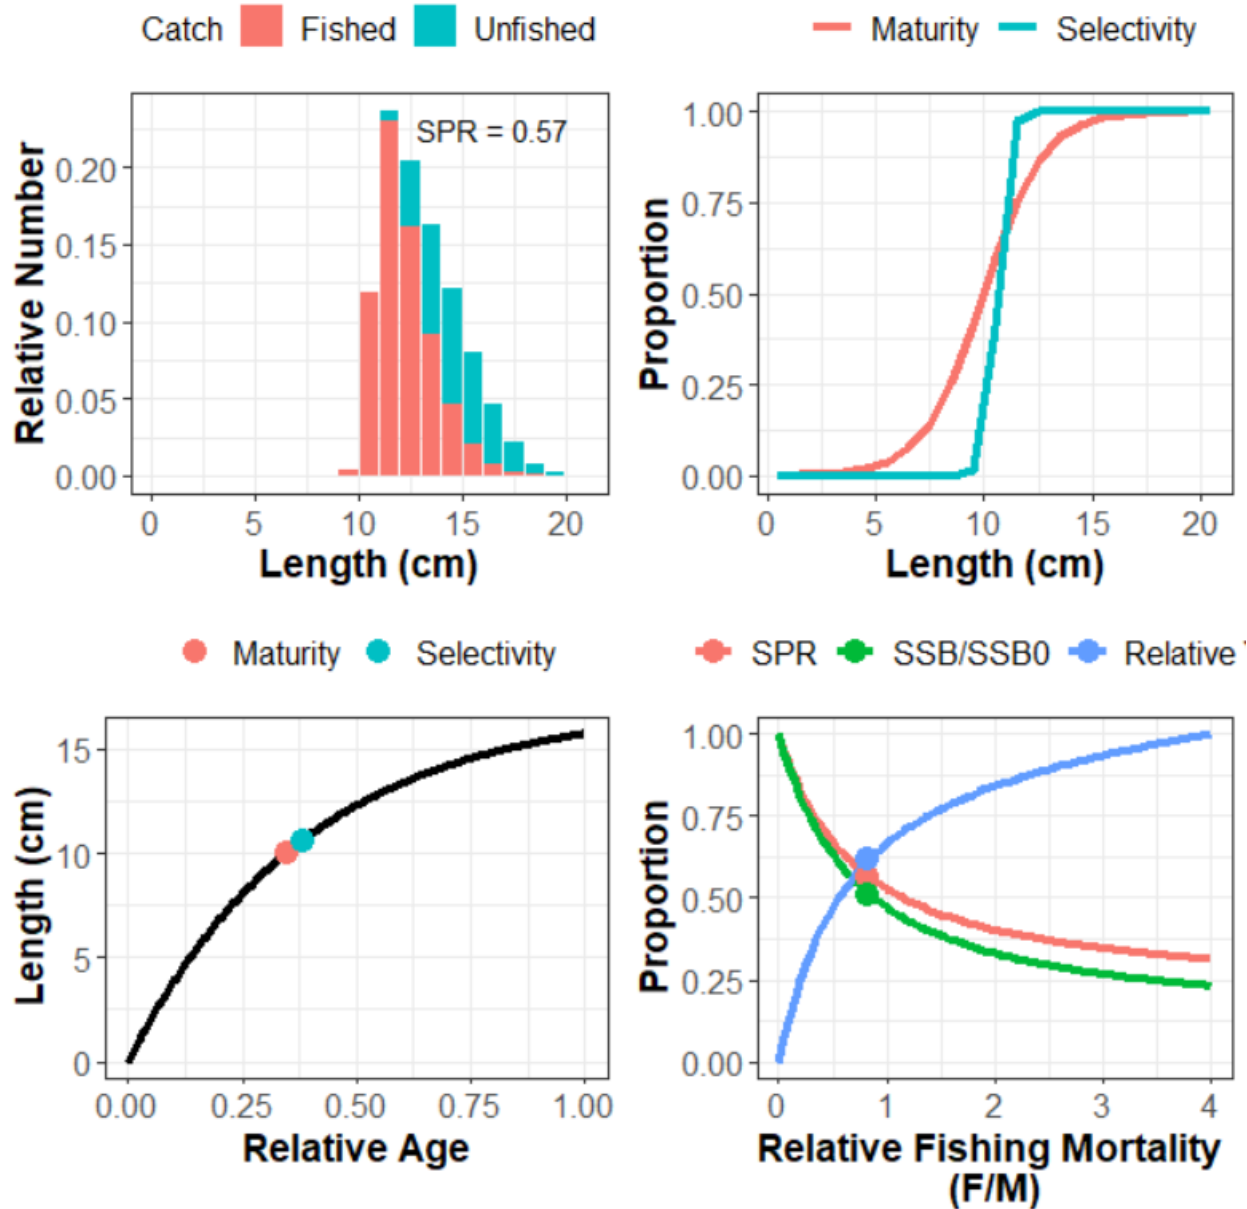 Catch Fished Unfished
Maturity Selectivity
SPR = 0.57
Relative Number
0.20
0.15
0.10
0.05
0.00
0 5 10 15 20
Length (cm)
Proportion
1.00
0.75
0.50
0.25
0.00
0 5 10 15 20
Length (cm)
Maturity Selectivity
SPR SSB/SSB0 Relative
Length (cm)
15
10
5
0
0.00 0.25 0.50 0.75 1.00
Relative Age
Proportion
1.00
0.75
0.50
0.25
0.00
0 1 2 3 4
Relative Fishing Mortality
(F/M)